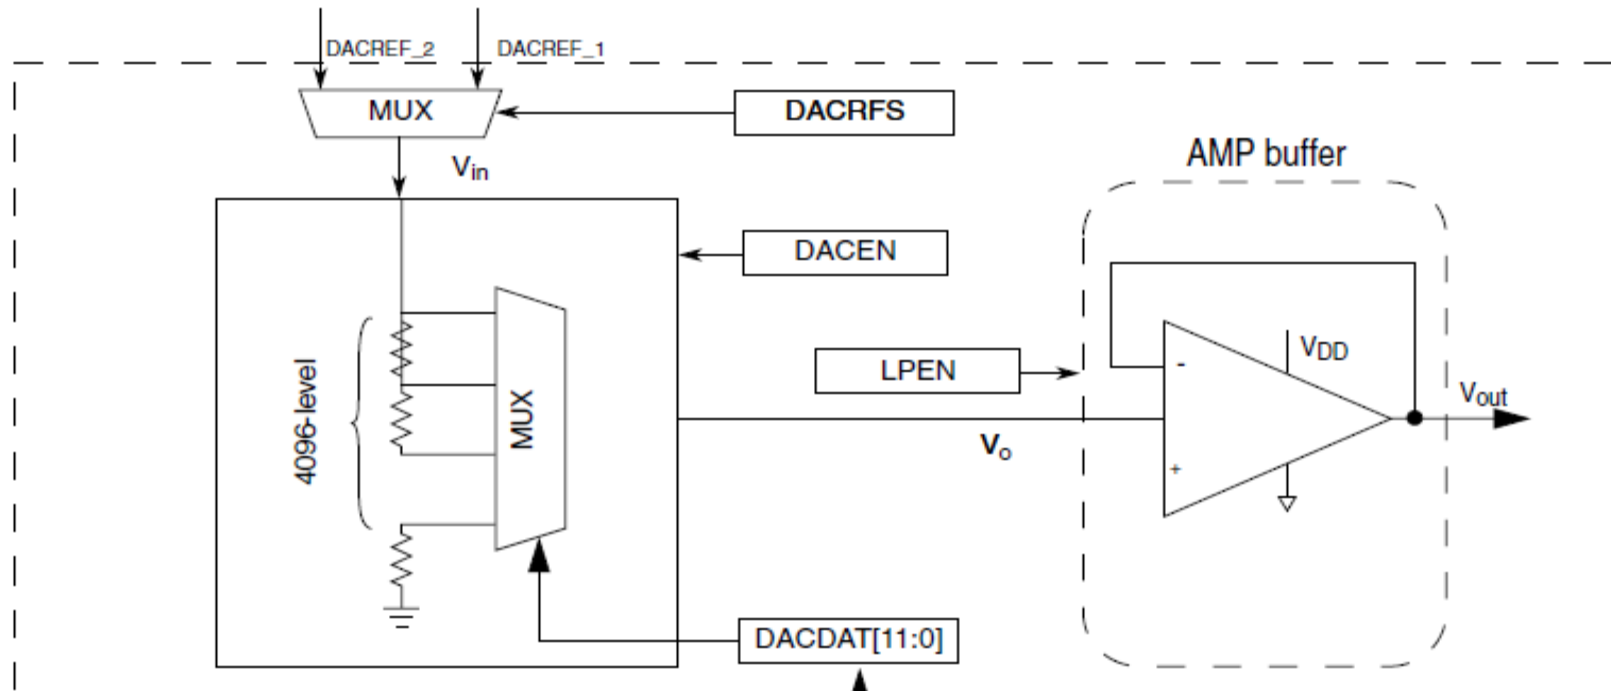 DACREF_2
DACREF_1
MUX
DACRFS
Vin
AMP buffer
DACEN
4096-level
MUX
LPEN
VDD
-
Vout
Vo
+
DACDAT[11:0]